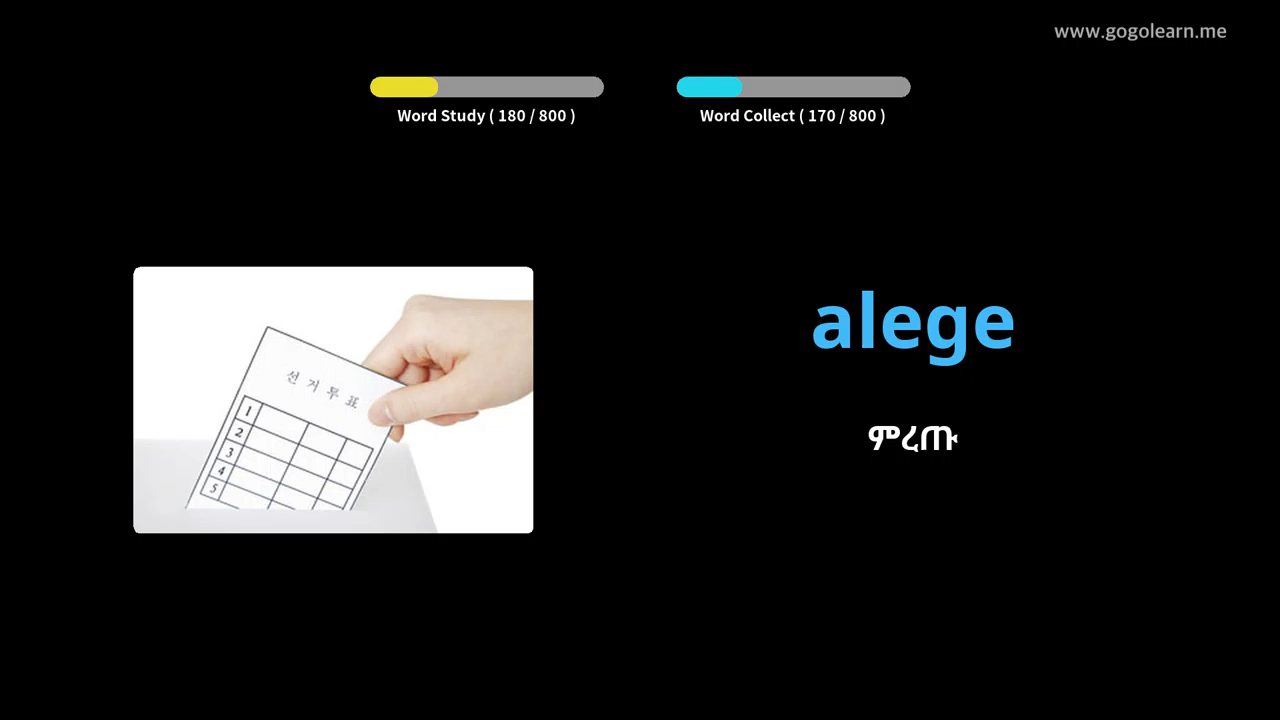 www.gogolearn.me
Word Study ( 180 / 800 )
Word Collect ( 170 / 800 )
선거투표
1
2
3
4
5
alege
ምረጡ